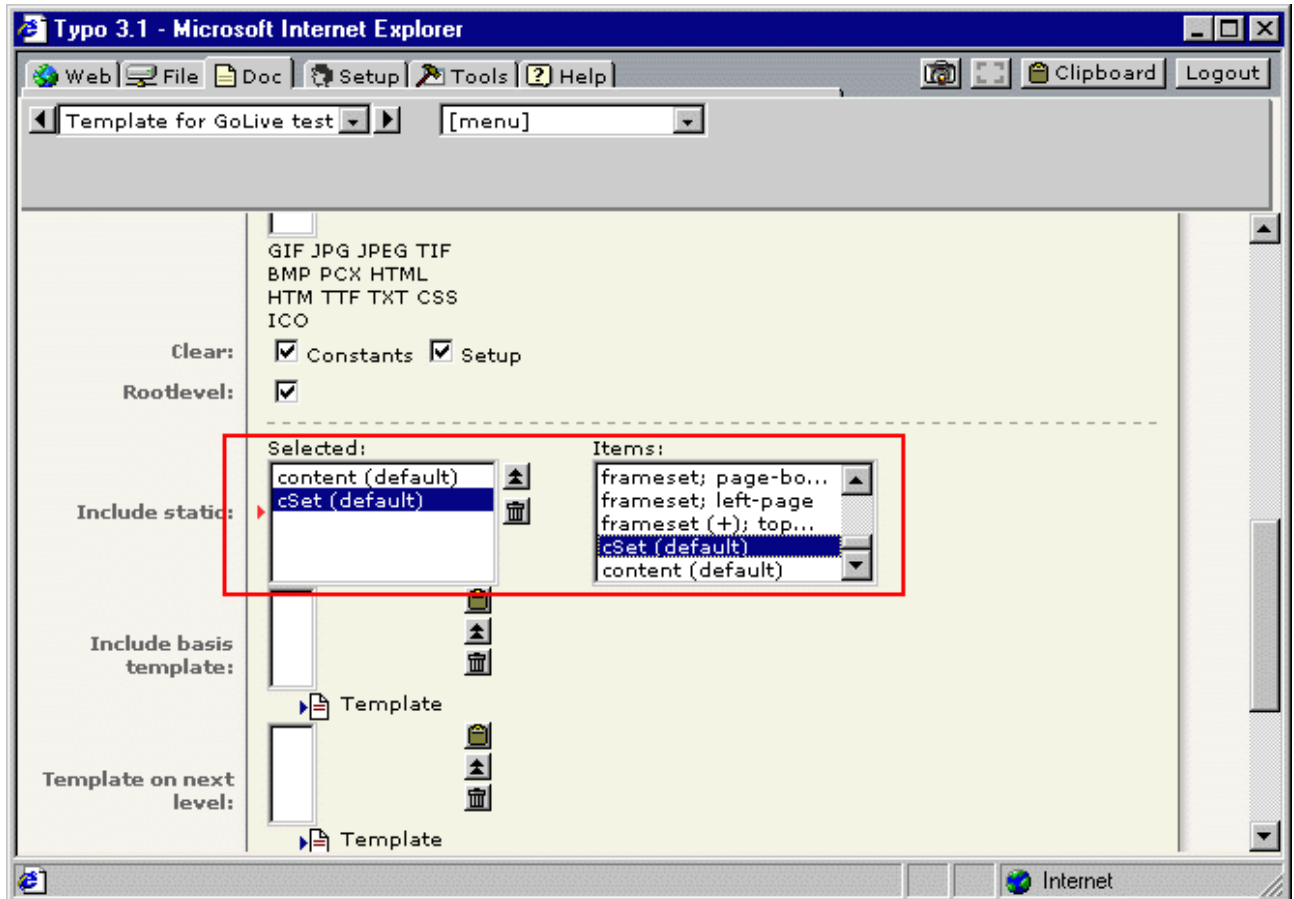 Typo 3.1 - Microsoft Internet Explorer
Web File Doc Setup Tools Help Clipboard Logout
Template for GoLive test [menu]
GIF JPG JPEG TIF
BMP PCX HTML
HTM TTF TXT CSS
ICO
Clear: Constants Setup
Rootlevel:
Selected: Items:
content (default) frameset; page-bo...
cSet (default) frameset; left-page
Include static: frameset (+); top...
cSet (default)
content (default)
Include basis
template:
Template
Template on next
level:
Template
Internet